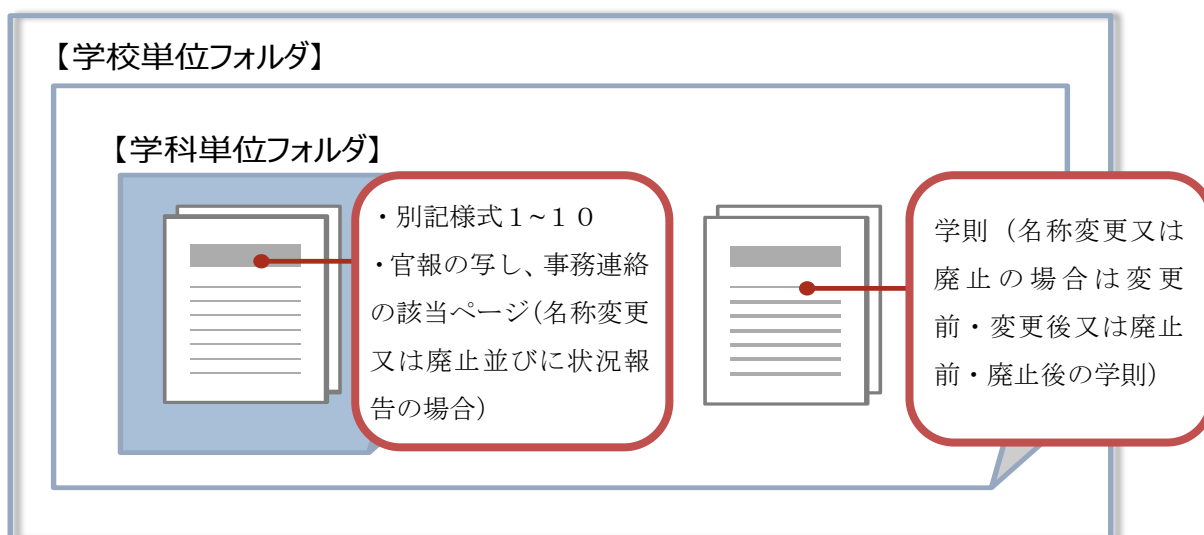 【学校単位フォルダ】
【学科単位フォルダ】
・別記様式１~１０
・官報の写し、事務連絡
の該当ページ(名称変更
又は廃止並びに状況報
告の場合)
学則（名称変更又は
廃止の場合は変更
前・変更後又は廃止
前・廃止後の学則)